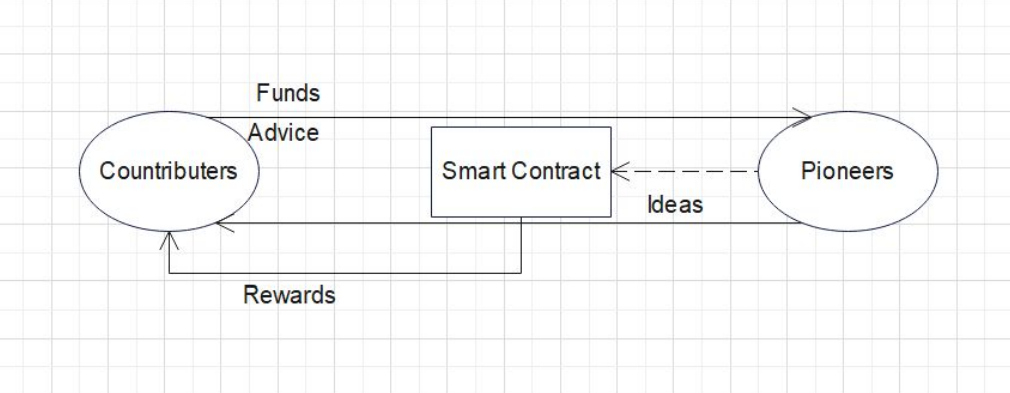 Funds
Advice
Countributers
Smart Contract
Pioneers
Ideas
Rewards